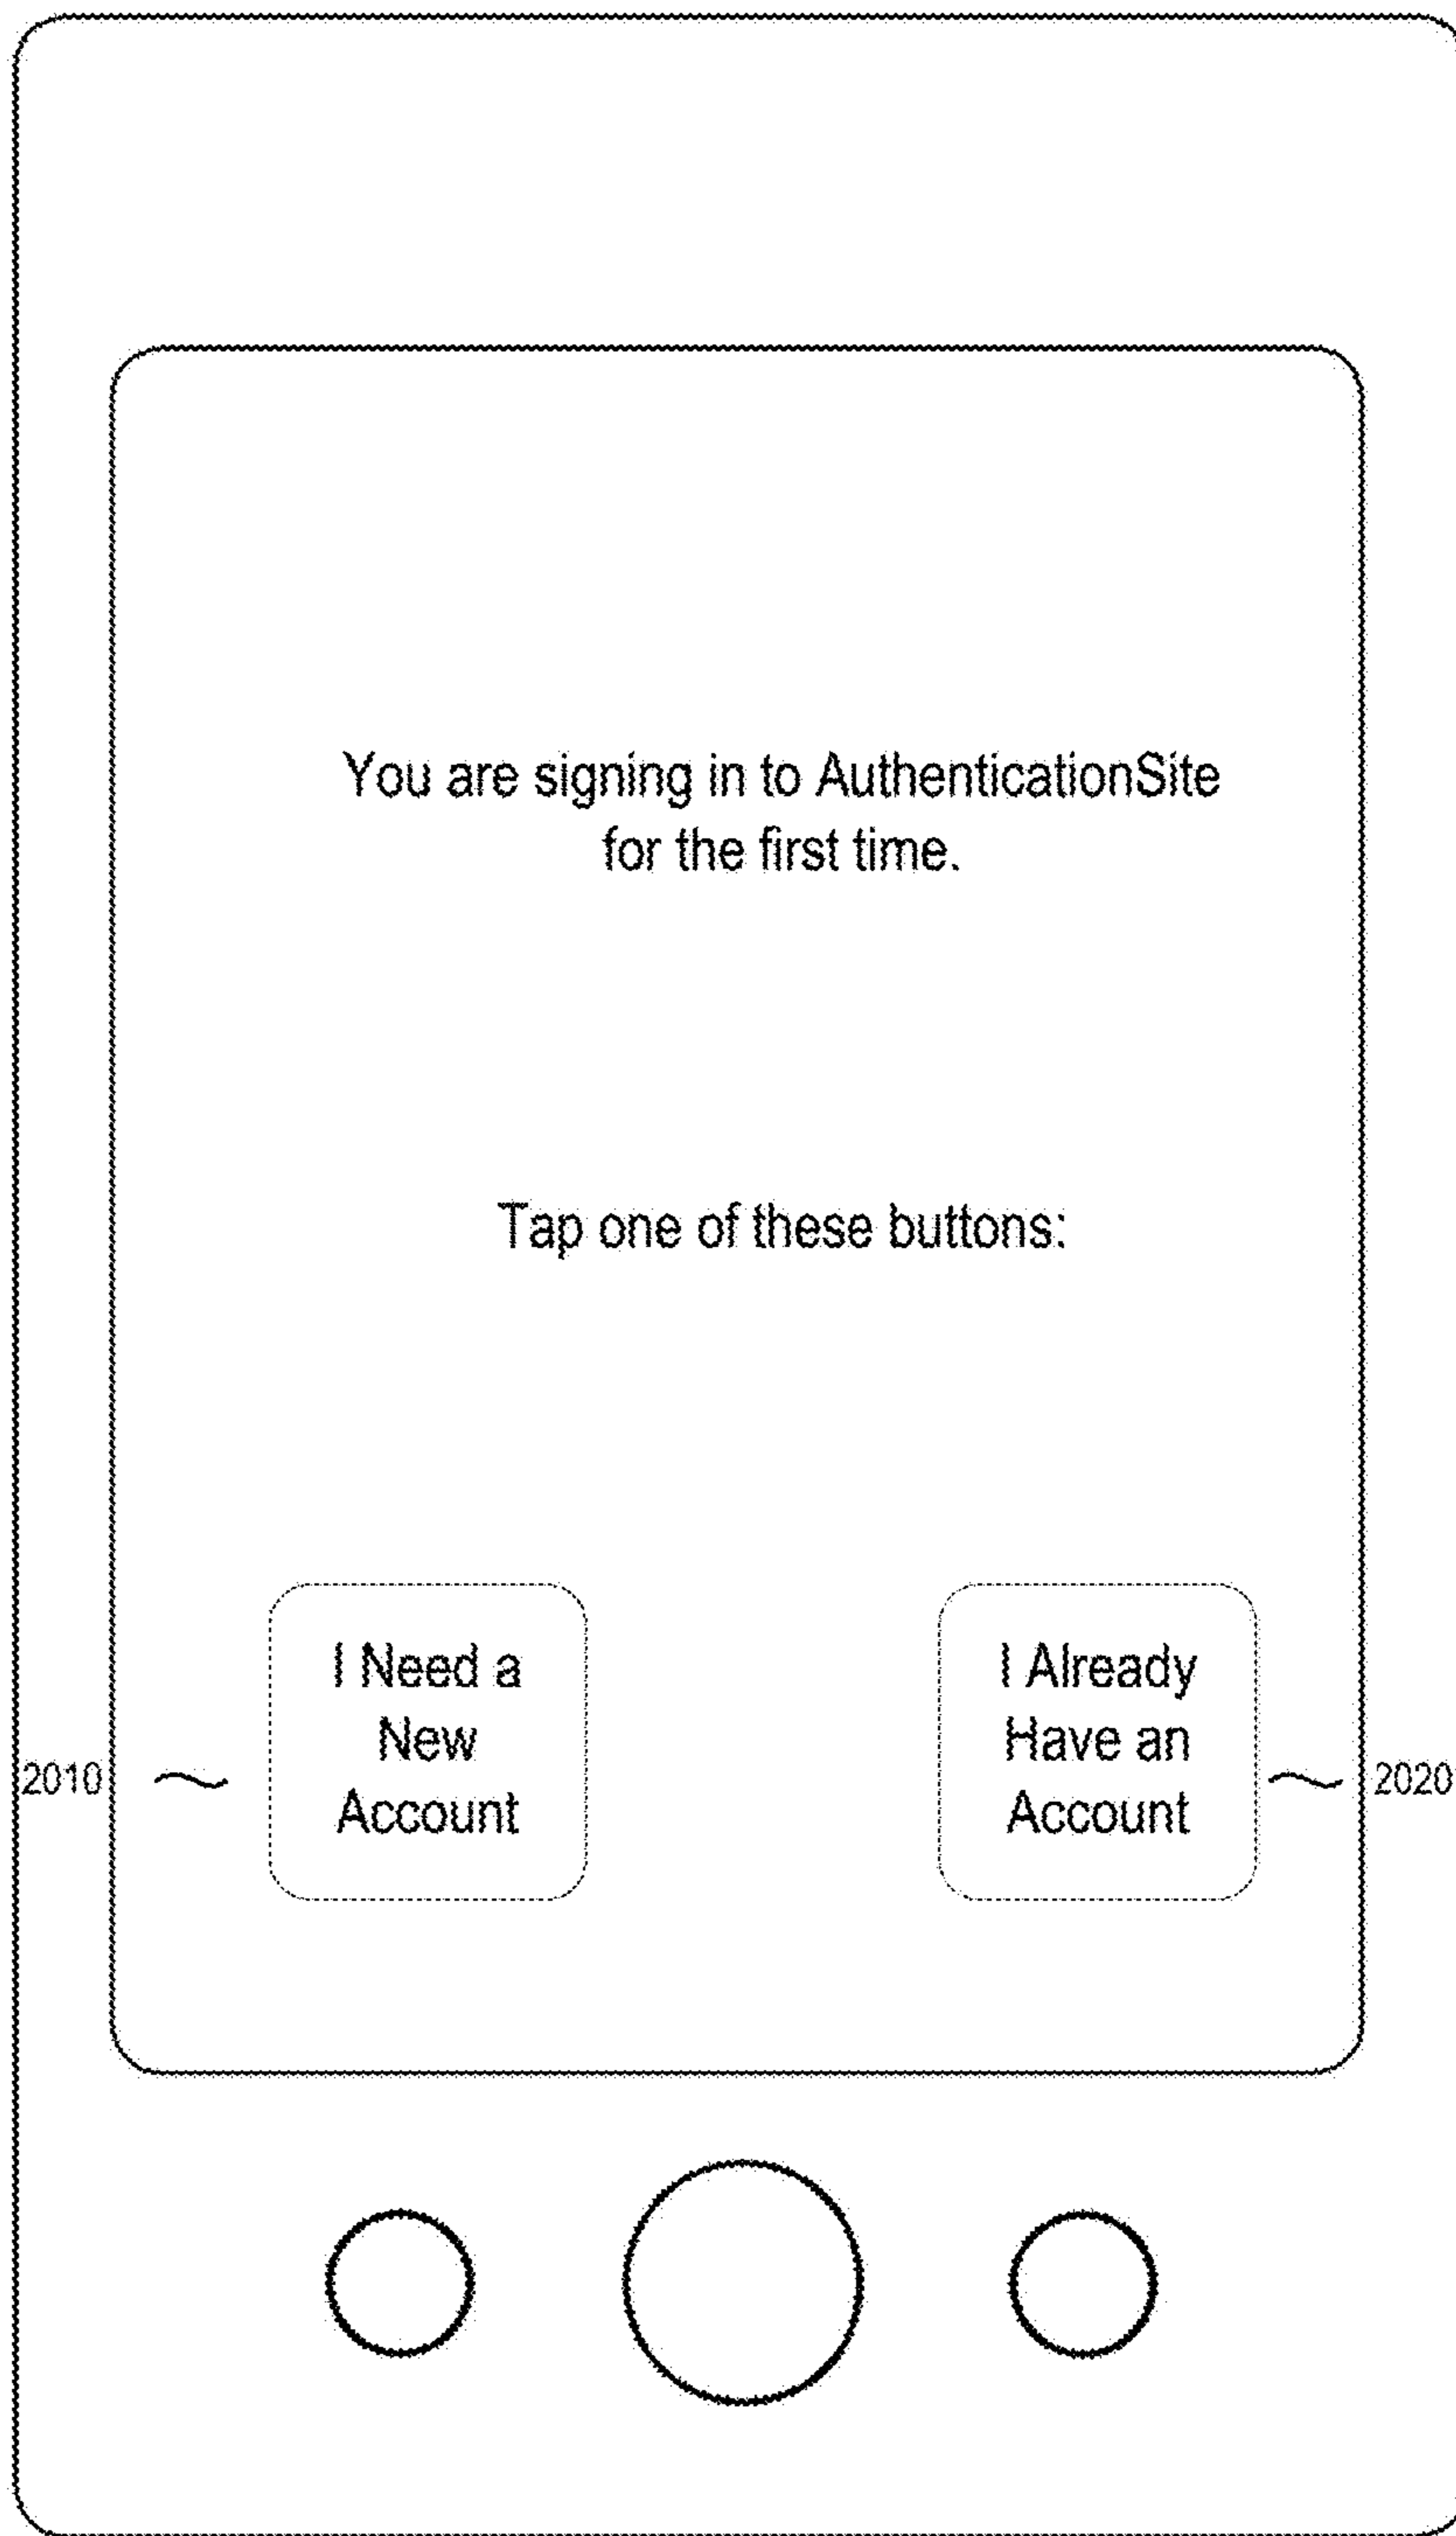 You are signing in to AuthenticationSite
for the first time.
Tap one of these buttons:
I Need a
New
Account
2010
I Already
Have an
Account
2020